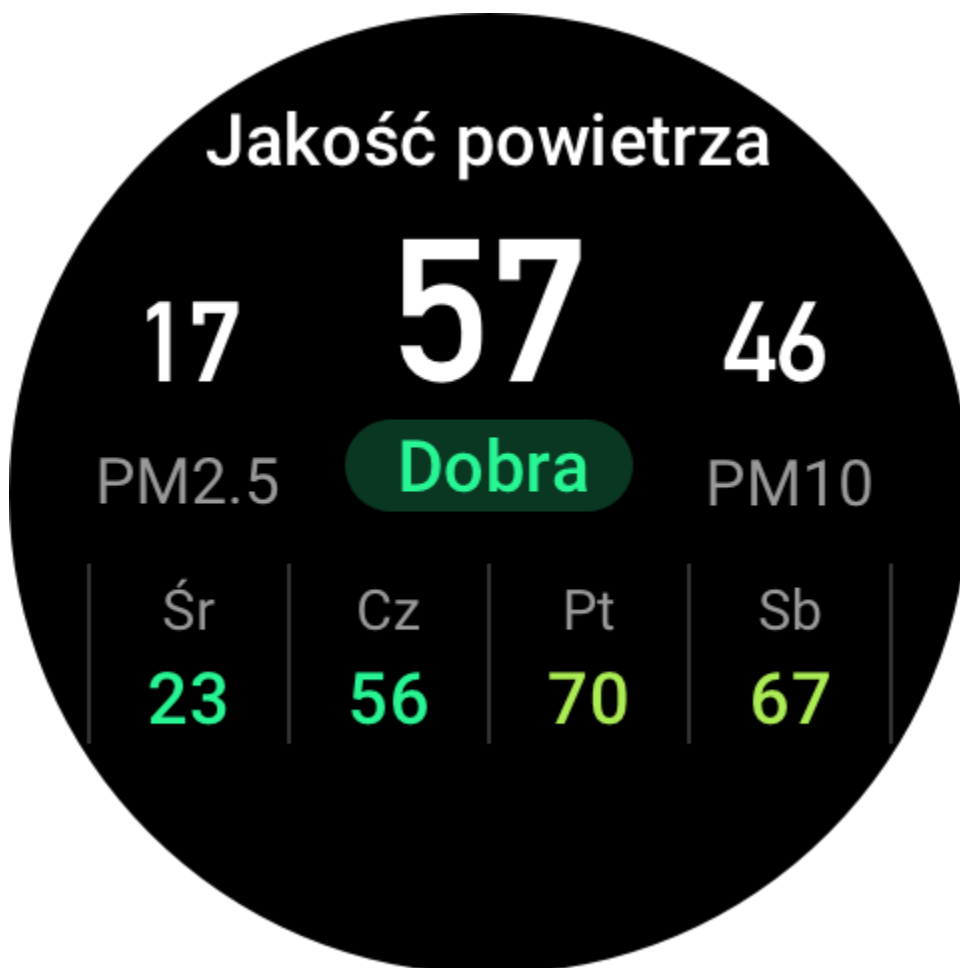 Jakość powietrza
17 57 46
PM2.5 Dobra PM10
Śr Cz Pt Sb
23 56 70 67